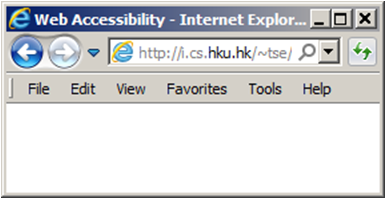 Web Accessibility - Internet Explor...
http://i.cs.hku.hk/~tse/
File Edit View Favorites Tools Help